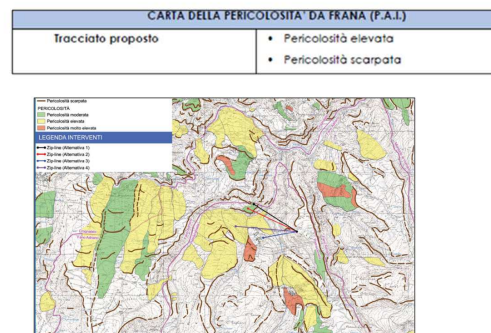 CARTA DELLA PERICOLOSITA' DA FRANA (P.A.I.)
Tracciato proposto
• Pericolosità elevata
• Pericolosità scarpata
Pericolosità scarpata
PERICOLOSITÀ
Pericolosità moderata
Pericolosità elevata
Pericolosità molto elevata
LEGENDA INTERVENTI
Zip-line (Alternativa 1)
Zip-line (Alternativa 2)
Zip-line (Alternativa 3)
Zip-line (Alternativa 4)